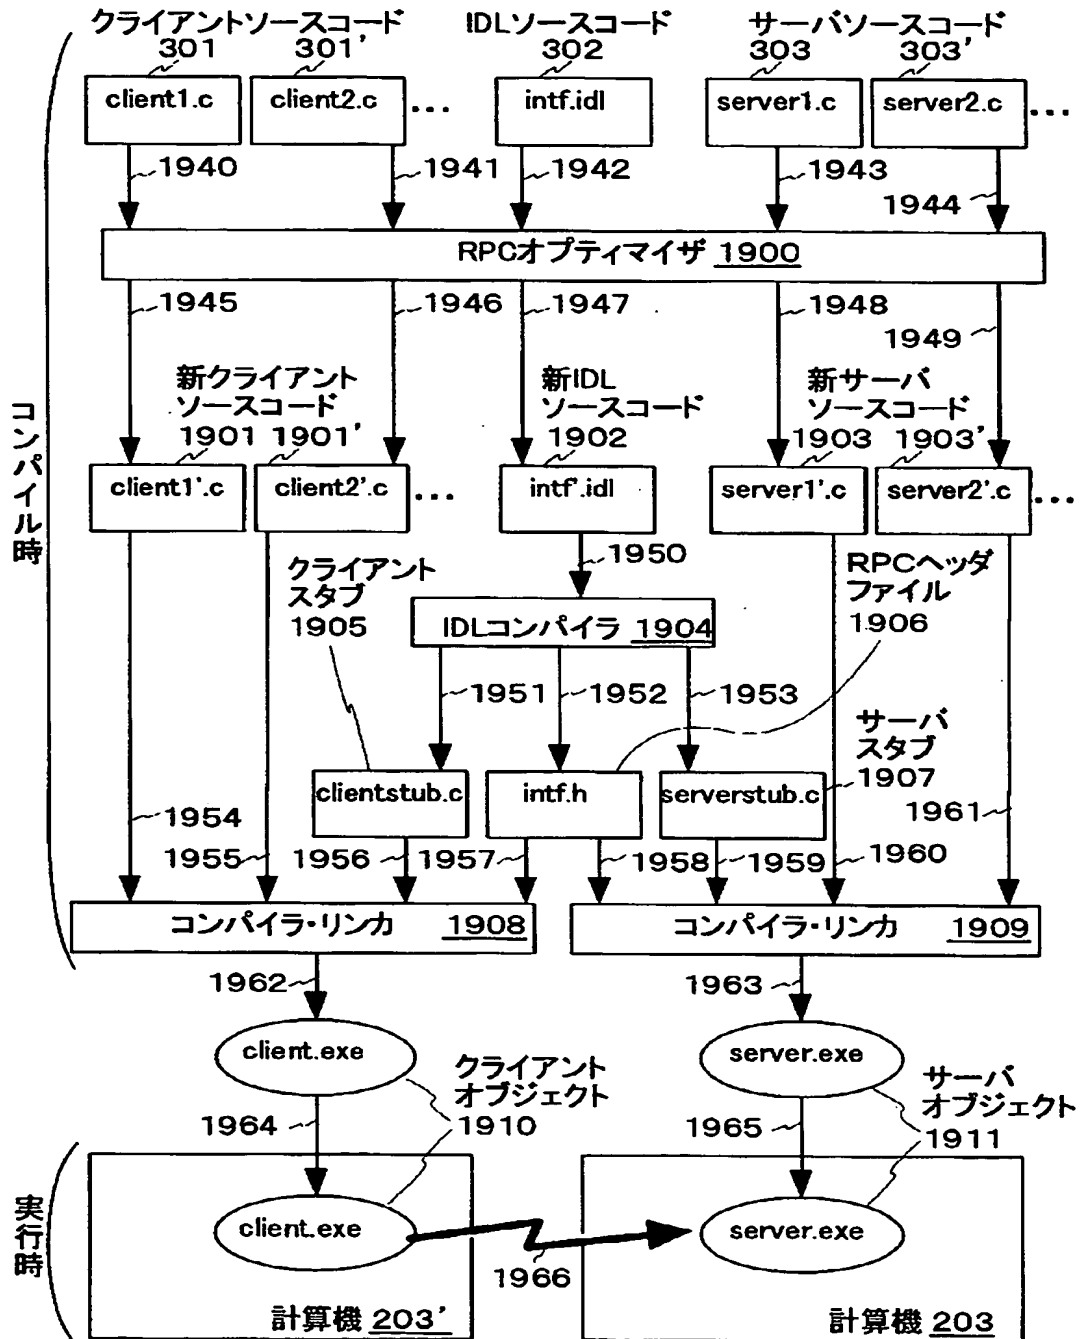 クライアントソースコード
IDLソースコード
サーバソースコード
301
301'
302
303
303'
client1.c
client2.c
...
intf.idl
server1.c
server2.c
...
1940
1941
1942
1943
1944
RPCオプティマイザ 1900
1945
1946
1947
1948
1949
新クライアント
ソースコード
1901
1901'
新IDL
ソースコード
1902
新サーバ
ソースコード
1903
1903'
client1'.c
client2'.c
...
intf'.idl
server1'.c
server2'.c
...
コンパイル時
1950
クライアント
スタブ
1905
RPCヘッダ
ファイル
1906
IDLコンパイラ 1904
1951
1952
1953
サーバ
スタブ
1907
clientstub.c
intf.h
serverstub.c
1954
1955
1956
1957
1958
1959
1960
1961
コンパイラ・リンカ 1908
コンパイラ・リンカ 1909
1962
1963
client.exe
server.exe
クライアント
オブジェクト
1910
サーバ
オブジェクト
1911
1964
1965
実行時
client.exe
server.exe
1966
計算機 203'
計算機 203